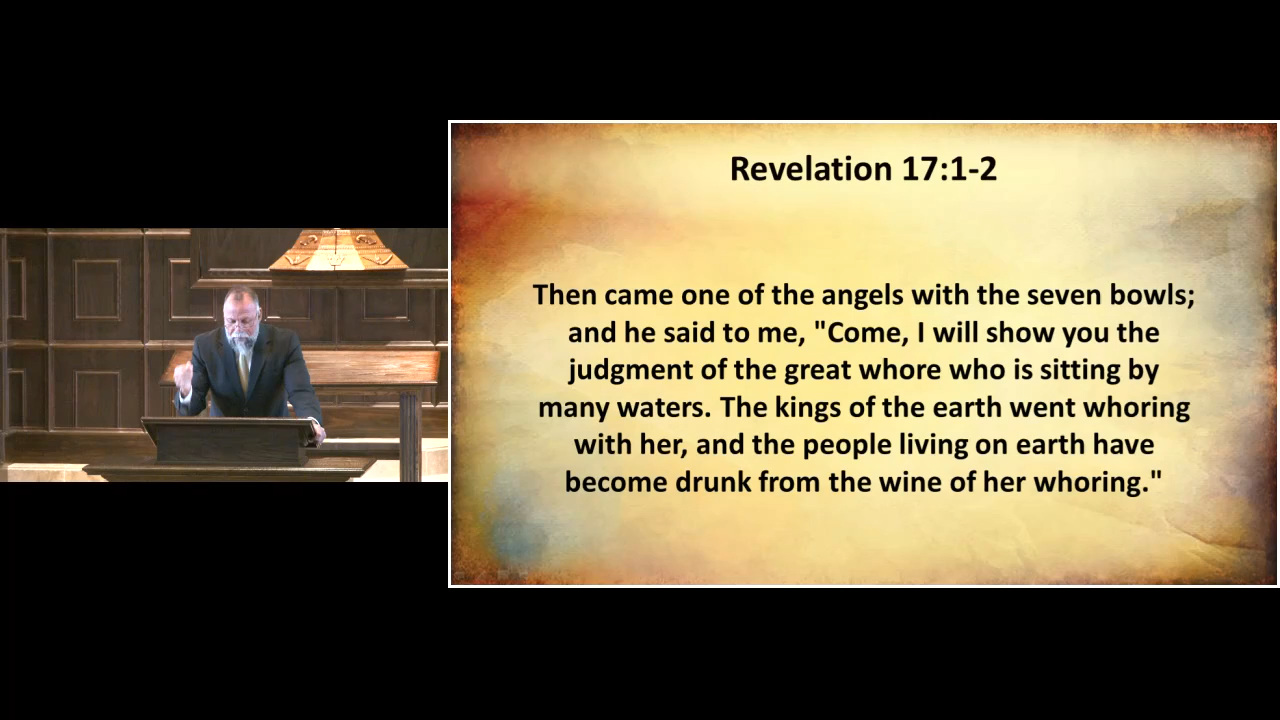 Revelation 17:1-2
Then came one of the angels with the seven bowls;
and he said to me, "Come, I will show you the
judgment of the great whore who is sitting by
many waters. The kings of the earth went whoring
with her, and the people living on earth have
become drunk from the wine of her whoring."